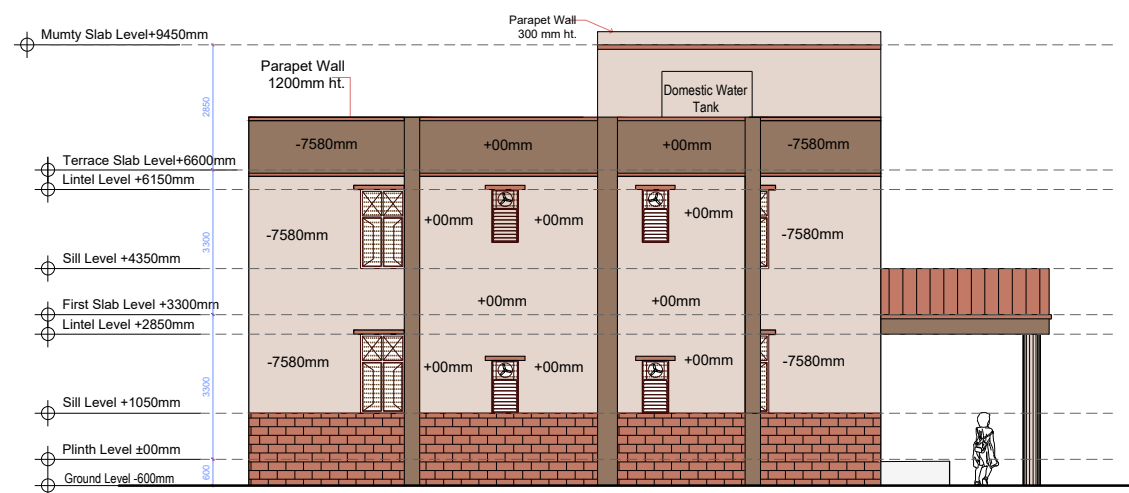 Parapet Wall
300 mm ht.
Mumty Slab Level+9450mm
Parapet Wall
1200mm ht.
Domestic Water
Tank
2850
-7580mm +00mm +00mm -7580mm
Terrace Slab Level+6600mm
Lintel Level +6150mm
+00mm +00mm +00mm
-7580mm -7580mm
3300
Sill Level +4350mm
First Slab Level +3300mm
+00mm +00mm
Lintel Level +2850mm
-7580mm +00mm +00mm +00mm -7580mm
3300
Sill Level +1050mm
Plinth Level ±00mm
600
Ground Level -600mm